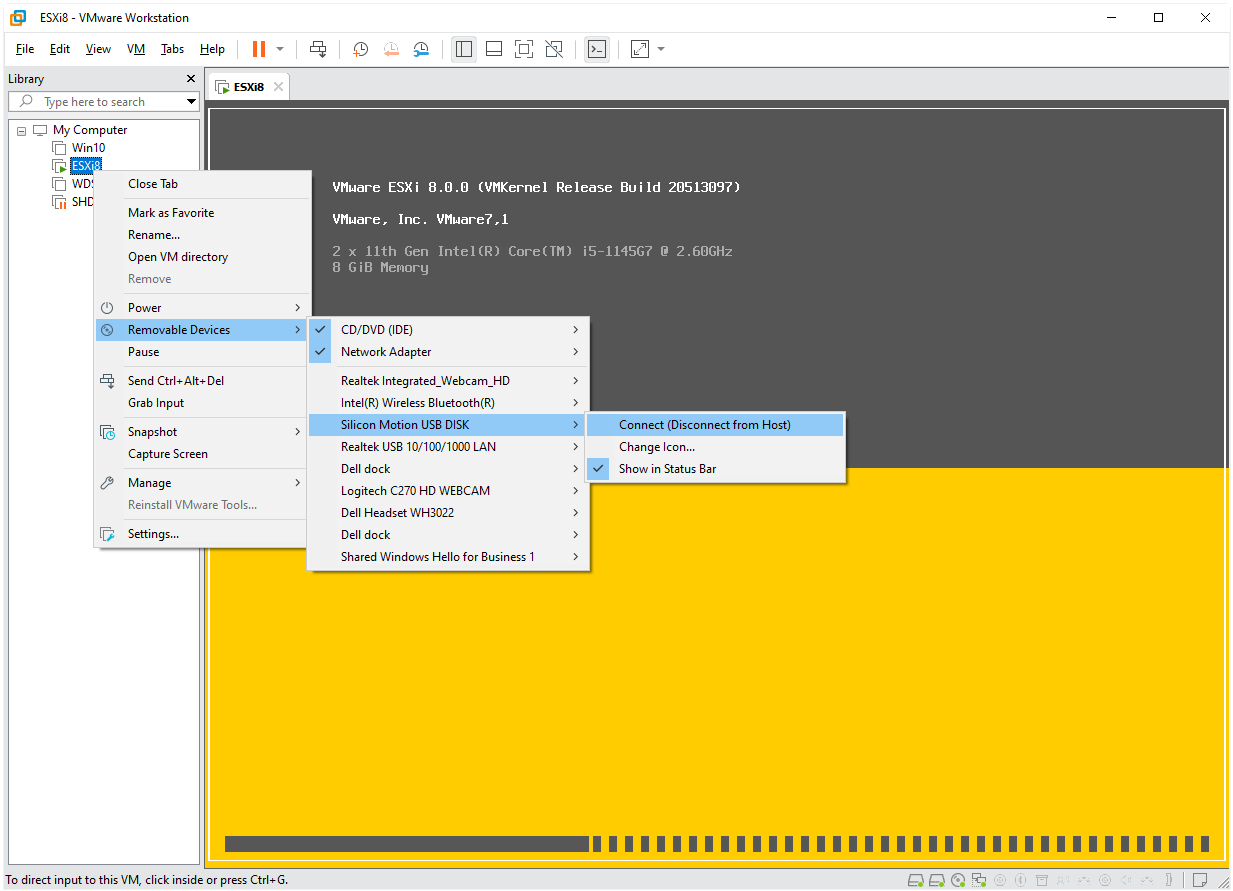 ESXi8 - VMware Workstation
File Edit View VM Tabs Help
Library
Type here to search
ESXi8
My Computer
Win10
ESXi8
WDS
SHD
Close Tab
Mark as Favorite
Rename...
Open VM directory
Remove
Power
Removable Devices
Pause
Send Ctrl+Alt+Del
Grab Input
Snapshot
Capture Screen
Manage
Reinstall VMware Tools...
Settings...
VMware ESXi 8.0.0 (VMKernel Release Build 20513097)
VMware, Inc. VMware7,1
2 x 11th Gen Intel(R) Core(TM) i5-1145G7 @ 2.60GHz
8 GiB Memory
CD/DVD (IDE)
Network Adapter
Realtek Integrated_Webcam_HD
Intel(R) Wireless Bluetooth(R)
Silicon Motion USB DISK
Realtek USB 10/100/1000 LAN
Dell dock
Logitech C270 HD WEBCAM
Dell Headset WH3022
Dell dock
Shared Windows Hello for Business 1
Connect (Disconnect from Host)
Change Icon...
Show in Status Bar
To direct input to this VM, click inside or press Ctrl+G.